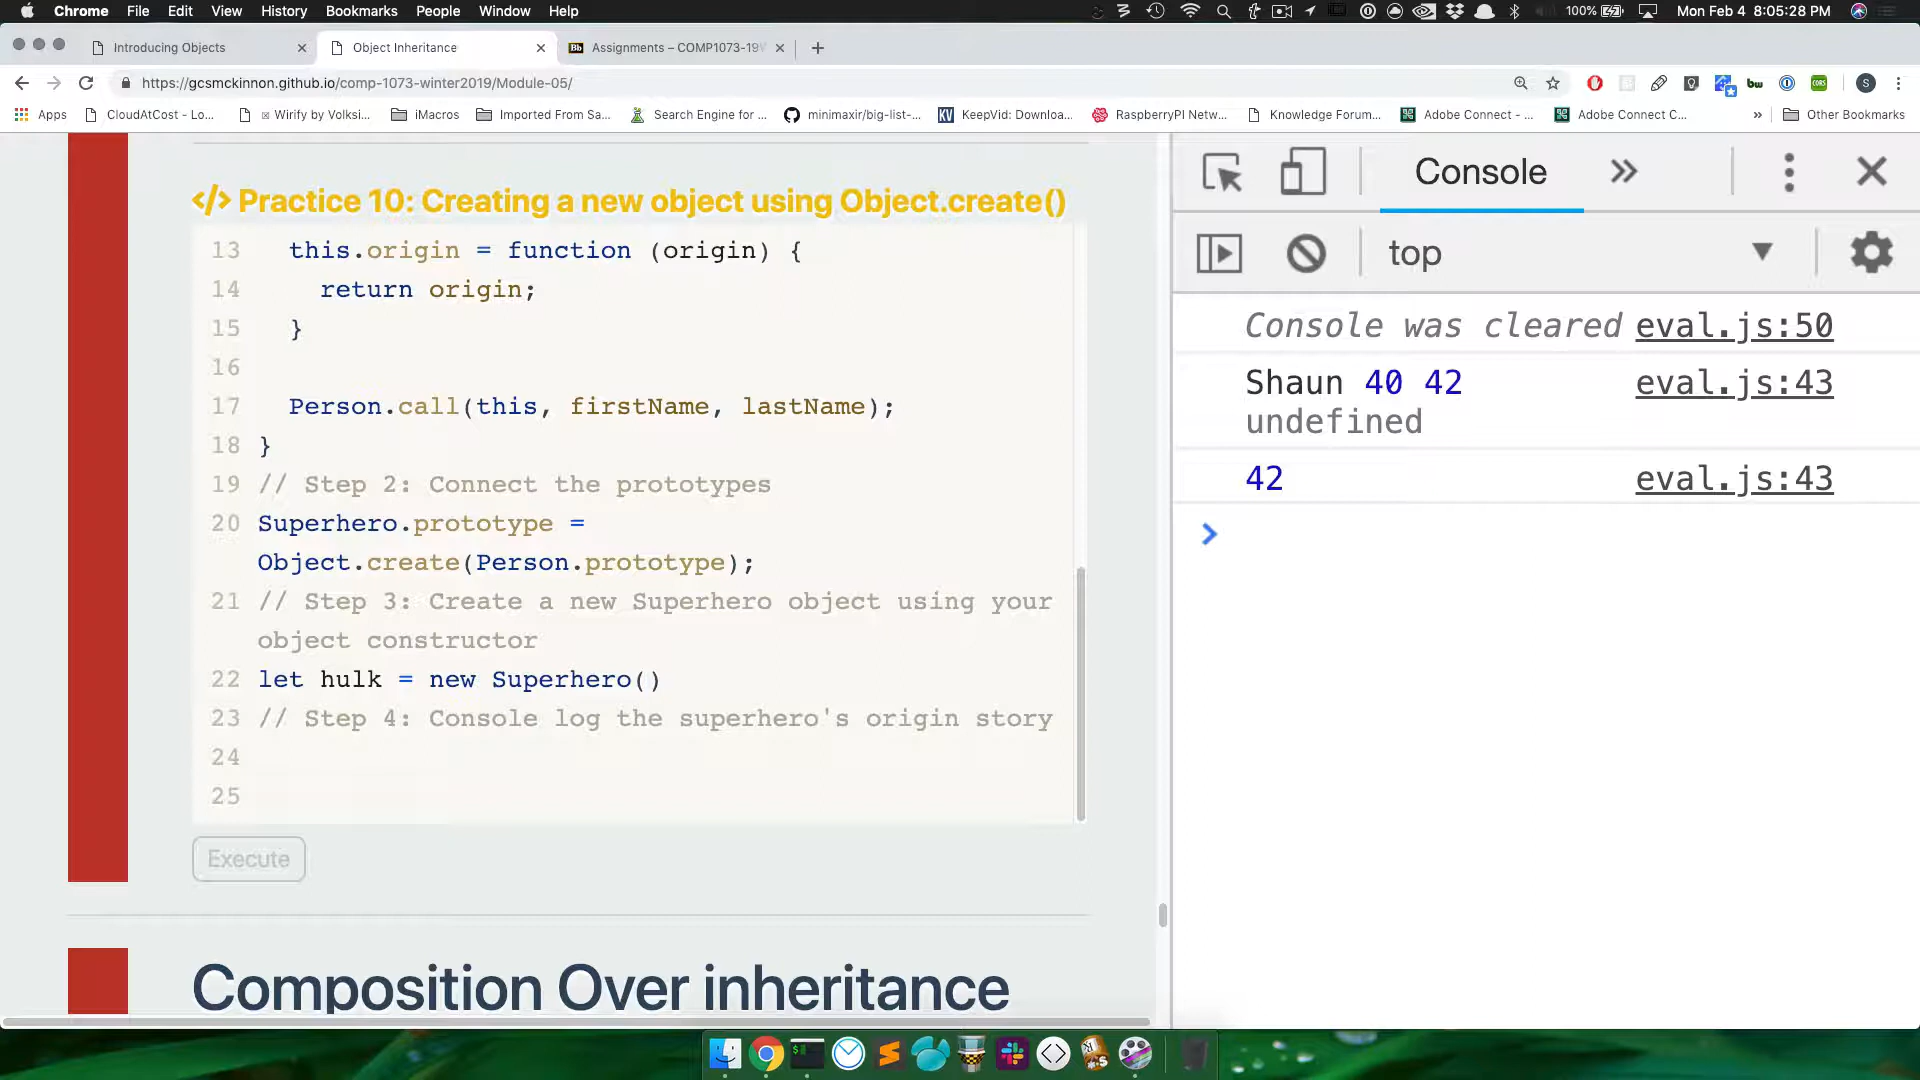 Chrome File Edit View History Bookmarks People Window Help 100% Mon Feb 4 8:05:28 PM
Introducing Objects Object Inheritance Bb Assignments – COMP1073-19W
https://gcsmckinnon.github.io/comp-1073-winter2019/Module-05/ bw CORS S
Apps CloudAtCost - Lo... Wirify by Volksi... iMacros Imported From Sa... Search Engine for ... minimaxir/big-list-... KV KeepVid: Downloa... RaspberryPI Netw... Knowledge Forum... Adobe Connect - ... Adobe Connect C... » Other Bookmarks
</> Practice 10: Creating a new object using Object.create()
13 this.origin = function (origin) {
14 return origin;
15 }
16
17 Person.call(this, firstName, lastName);
18 }
19 // Step 2: Connect the prototypes
20 Superhero.prototype =
Object.create(Person.prototype);
21 // Step 3: Create a new Superhero object using your
object constructor
22 let hulk = new Superhero()
23 // Step 4: Console log the superhero's origin story
24
25
Execute
Composition Over inheritance
Console
top
Console was cleared eval.js:50
Shaun 40 42 eval.js:43
undefined
42 eval.js:43